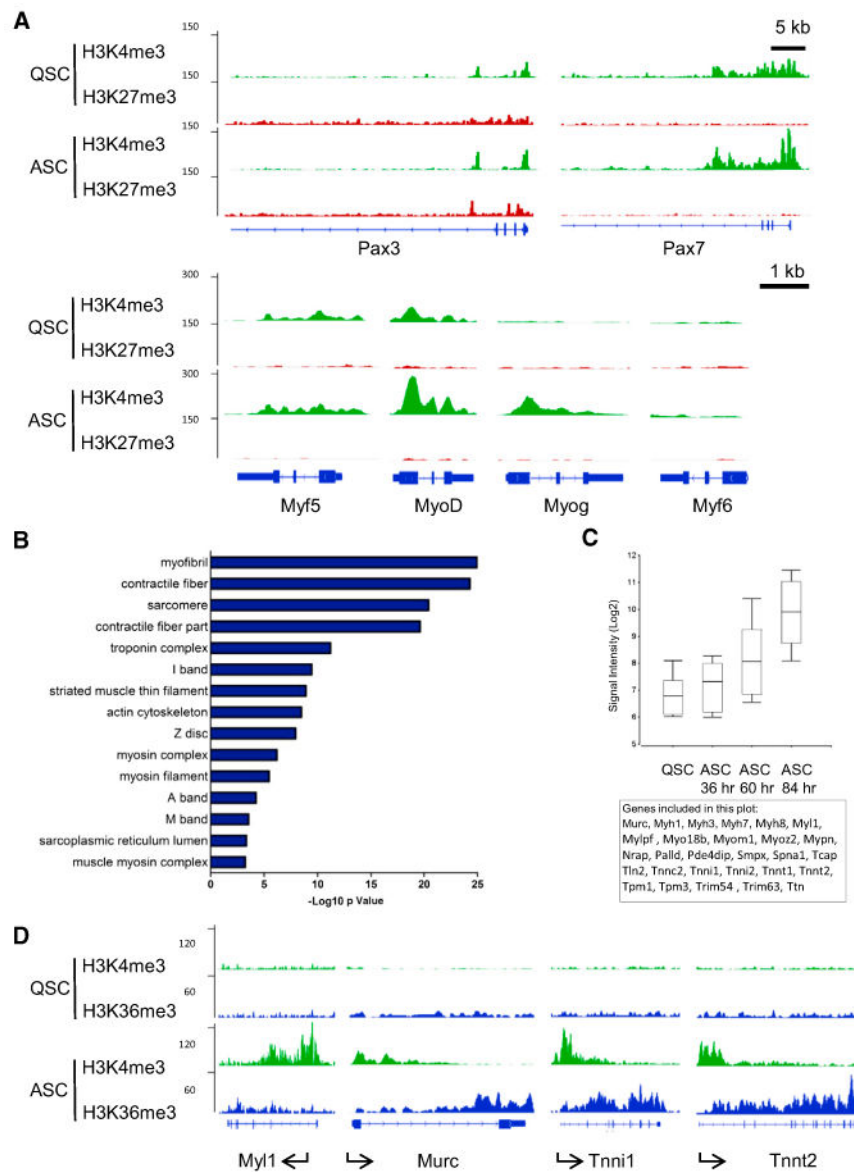 A
5 kb
QSC
H3K4me3
H3K27me3
ASC
H3K4me3
H3K27me3
150
150
150
150
Pax3
Pax7
1 kb
QSC
H3K4me3
H3K27me3
ASC
H3K4me3
H3K27me3
300
150
300
150
Myf5
MyoD
Myog
Myf6
B
myofibril
contractile fiber
sarcomere
contractile fiber part
troponin complex
I band
striated muscle thin filament
actin cytoskeleton
Z disc
myosin complex
myosin filament
A band
M band
sarcoplasmic reticulum lumen
muscle myosin complex
0 5 10 15 20 25
-Log10 p Value
C
Signal Intensity (Log2)
12
11
10
9
8
7
6
5
QSC ASC ASC ASC
36 hr 60 hr 84 hr
Genes included in this plot:
Murc, Myh1, Myh3, Myh7, Myh8, Myl1,
Mylpf , Myo18b, Myom1, Myoz2, Mypn,
Nrap, Palld, Pde4dip, Smpx, Spna1, Tcap
Tln2, Tnnc2, Tnni1, Tnni2, Tnnt1, Tnnt2,
Tpm1, Tpm3, Trim54 , Trim63, Ttn
D
QSC
H3K4me3
H3K36me3
ASC
H3K4me3
H3K36me3
120
60
120
60
Myl1
Murc
Tnni1
Tnnt2